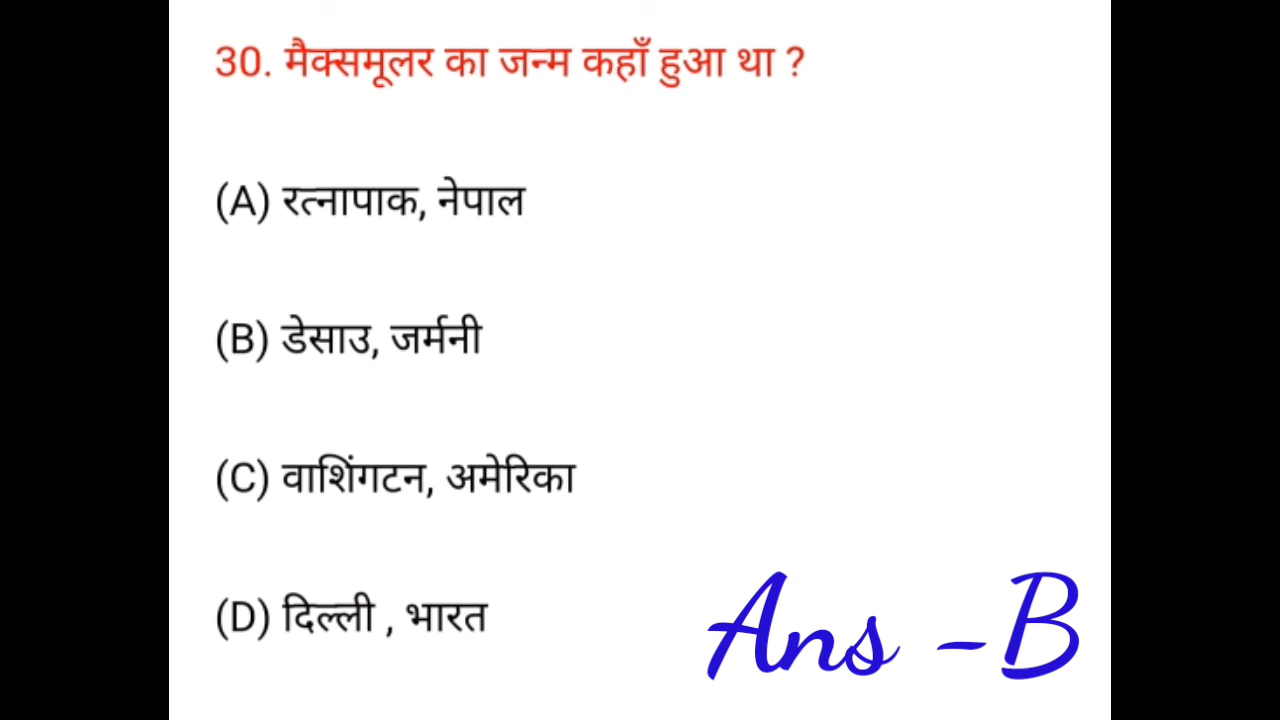 30. मैक्समूलर का जन्म कहाँ हुआ था ?
(A) रत्नापाक, नेपाल
(B) डेसाउ, जर्मनी
(C) वाशिंगटन, अमेरिका
(D) दिल्ली , भारत
Ans -B